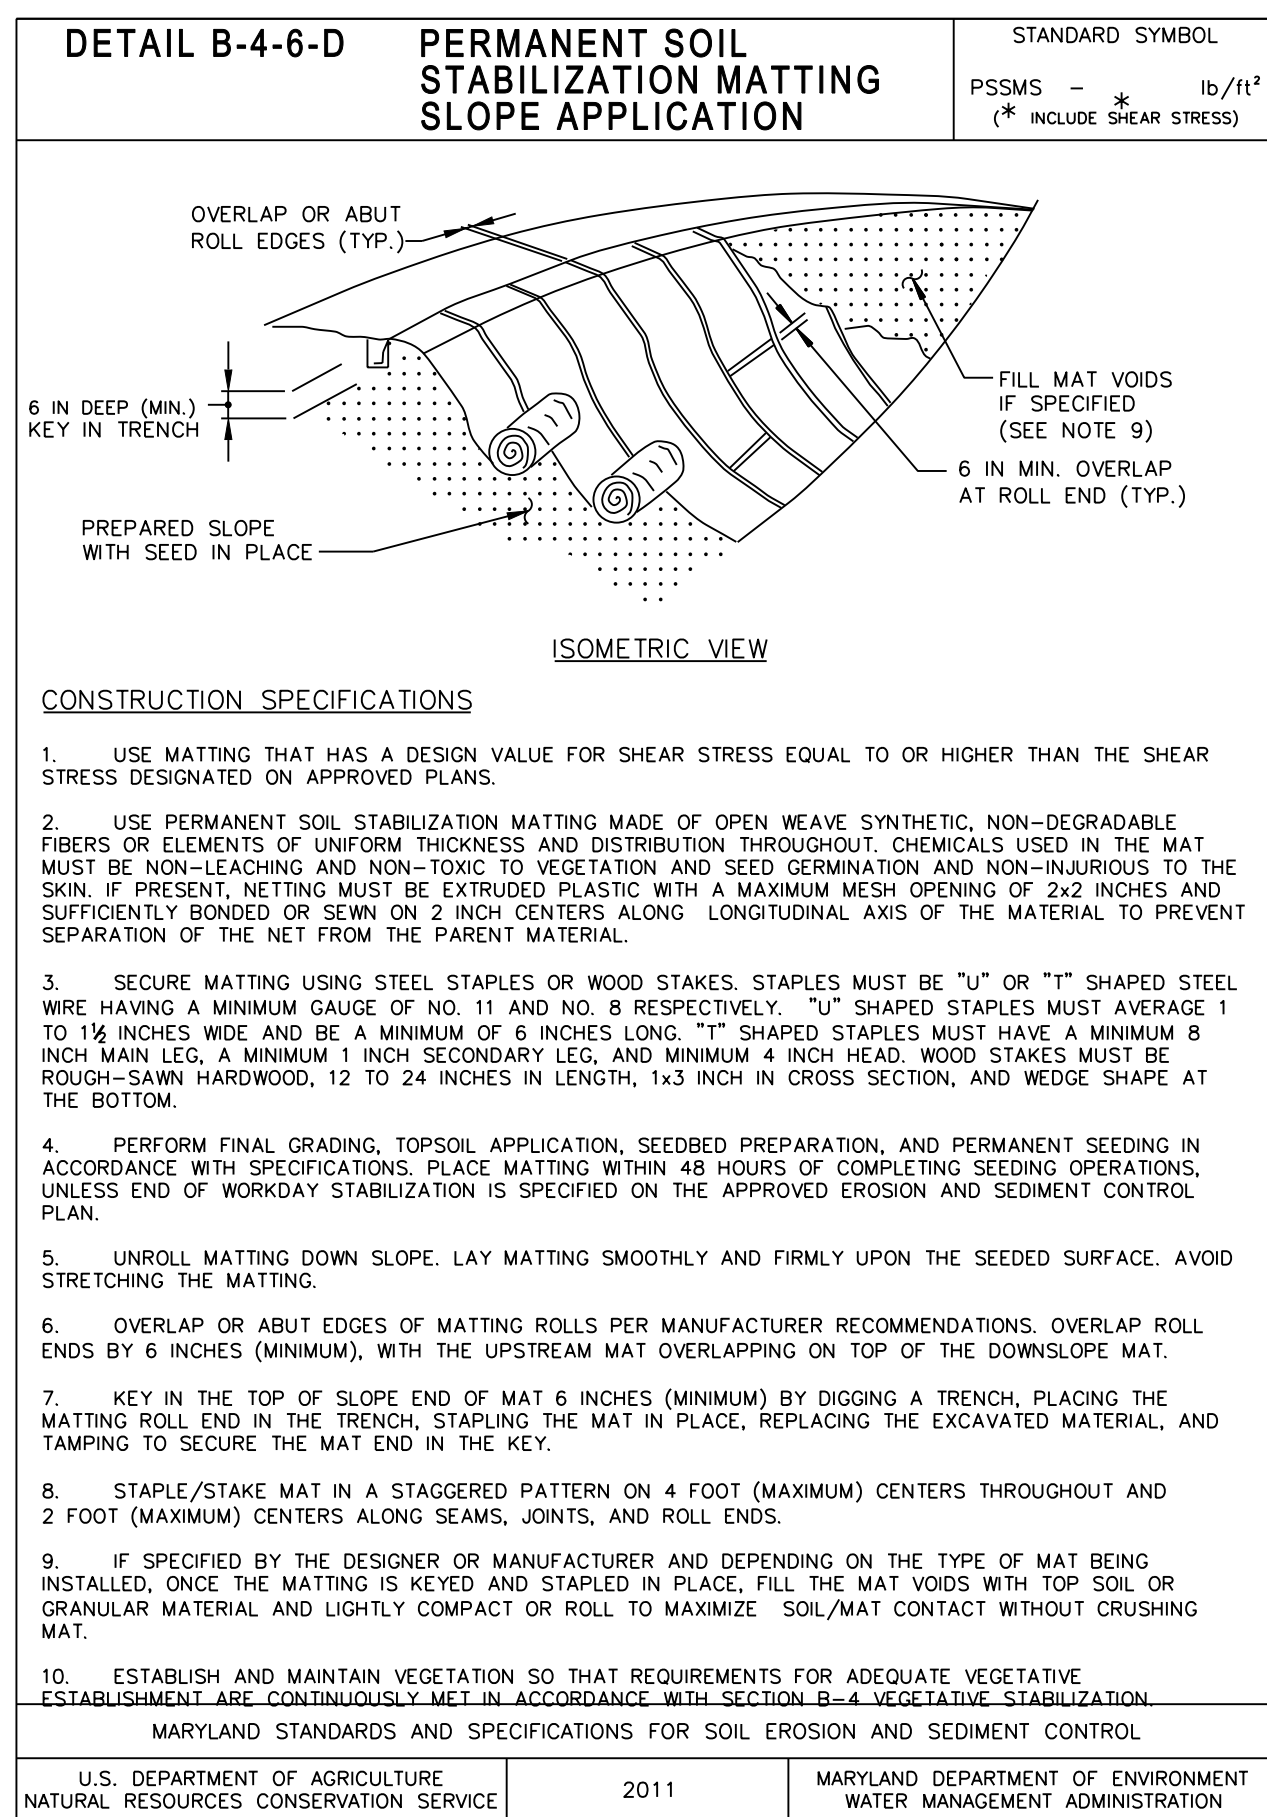 DETAIL B-4-6-D
PERMANENT SOIL
STABILIZATION MATTING
SLOPE APPLICATION
STANDARD SYMBOL
PSSMS - * lb/ft²
(* INCLUDE SHEAR STRESS)
OVERLAP OR ABUT
ROLL EDGES (TYP.)
6 IN DEEP (MIN.)
KEY IN TRENCH
PREPARED SLOPE
WITH SEED IN PLACE
FILL MAT VOIDS
IF SPECIFIED
(SEE NOTE 9)
6 IN MIN. OVERLAP
AT ROLL END (TYP.)
ISOMETRIC VIEW
CONSTRUCTION SPECIFICATIONS
1. USE MATTING THAT HAS A DESIGN VALUE FOR SHEAR STRESS EQUAL TO OR HIGHER THAN THE SHEAR
STRESS DESIGNATED ON APPROVED PLANS.
2. USE PERMANENT SOIL STABILIZATION MATTING MADE OF OPEN WEAVE SYNTHETIC, NON-DEGRADABLE
FIBERS OR ELEMENTS OF UNIFORM THICKNESS AND DISTRIBUTION THROUGHOUT. CHEMICALS USED IN THE MAT
MUST BE NON-LEACHING AND NON-TOXIC TO VEGETATION AND SEED GERMINATION AND NON-INJURIOUS TO THE
SKIN. IF PRESENT, NETTING MUST BE EXTRUDED PLASTIC WITH A MAXIMUM MESH OPENING OF 2x2 INCHES AND
SUFFICIENTLY BONDED OR SEWN ON 2 INCH CENTERS ALONG LONGITUDINAL AXIS OF THE MATERIAL TO PREVENT
SEPARATION OF THE NET FROM THE PARENT MATERIAL.
3. SECURE MATTING USING STEEL STAPLES OR WOOD STAKES. STAPLES MUST BE "U" OR "T" SHAPED STEEL
WIRE HAVING A MINIMUM GAUGE OF NO. 11 AND NO. 8 RESPECTIVELY. "U" SHAPED STAPLES MUST AVERAGE 1
TO 1½ INCHES WIDE AND BE A MINIMUM OF 6 INCHES LONG. "T" SHAPED STAPLES MUST HAVE A MINIMUM 8
INCH MAIN LEG, A MINIMUM 1 INCH SECONDARY LEG, AND MINIMUM 4 INCH HEAD. WOOD STAKES MUST BE
ROUGH-SAWN HARDWOOD, 12 TO 24 INCHES IN LENGTH, 1x3 INCH IN CROSS SECTION, AND WEDGE SHAPE AT
THE BOTTOM.
4. PERFORM FINAL GRADING, TOPSOIL APPLICATION, SEEDBED PREPARATION, AND PERMANENT SEEDING IN
ACCORDANCE WITH SPECIFICATIONS. PLACE MATTING WITHIN 48 HOURS OF COMPLETING SEEDING OPERATIONS,
UNLESS END OF WORKDAY STABILIZATION IS SPECIFIED ON THE APPROVED EROSION AND SEDIMENT CONTROL
PLAN.
5. UNROLL MATTING DOWN SLOPE. LAY MATTING SMOOTHLY AND FIRMLY UPON THE SEEDED SURFACE. AVOID
STRETCHING THE MATTING.
6. OVERLAP OR ABUT EDGES OF MATTING ROLLS PER MANUFACTURER RECOMMENDATIONS. OVERLAP ROLL
ENDS BY 6 INCHES (MINIMUM), WITH THE UPSTREAM MAT OVERLAPPING ON TOP OF THE DOWNSLOPE MAT.
7. KEY IN THE TOP OF SLOPE END OF MAT 6 INCHES (MINIMUM) BY DIGGING A TRENCH, PLACING THE
MATTING ROLL END IN THE TRENCH, STAPLING THE MAT IN PLACE, REPLACING THE EXCAVATED MATERIAL, AND
TAMPING TO SECURE THE MAT END IN THE KEY.
8. STAPLE/STAKE MAT IN A STAGGERED PATTERN ON 4 FOOT (MAXIMUM) CENTERS THROUGHOUT AND
2 FOOT (MAXIMUM) CENTERS ALONG SEAMS, JOINTS, AND ROLL ENDS.
9. IF SPECIFIED BY THE DESIGNER OR MANUFACTURER AND DEPENDING ON THE TYPE OF MAT BEING
INSTALLED, ONCE THE MATTING IS KEYED AND STAPLED IN PLACE, FILL THE MAT VOIDS WITH TOP SOIL OR
GRANULAR MATERIAL AND LIGHTLY COMPACT OR ROLL TO MAXIMIZE SOIL/MAT CONTACT WITHOUT CRUSHING
MAT.
10. ESTABLISH AND MAINTAIN VEGETATION SO THAT REQUIREMENTS FOR ADEQUATE VEGETATIVE
ESTABLISHMENT ARE CONTINUOUSLY MET IN ACCORDANCE WITH SECTION B-4 VEGETATIVE STABILIZATION.
MARYLAND STANDARDS AND SPECIFICATIONS FOR SOIL EROSION AND SEDIMENT CONTROL
U.S. DEPARTMENT OF AGRICULTURE
NATURAL RESOURCES CONSERVATION SERVICE
2011
MARYLAND DEPARTMENT OF ENVIRONMENT
WATER MANAGEMENT ADMINISTRATION